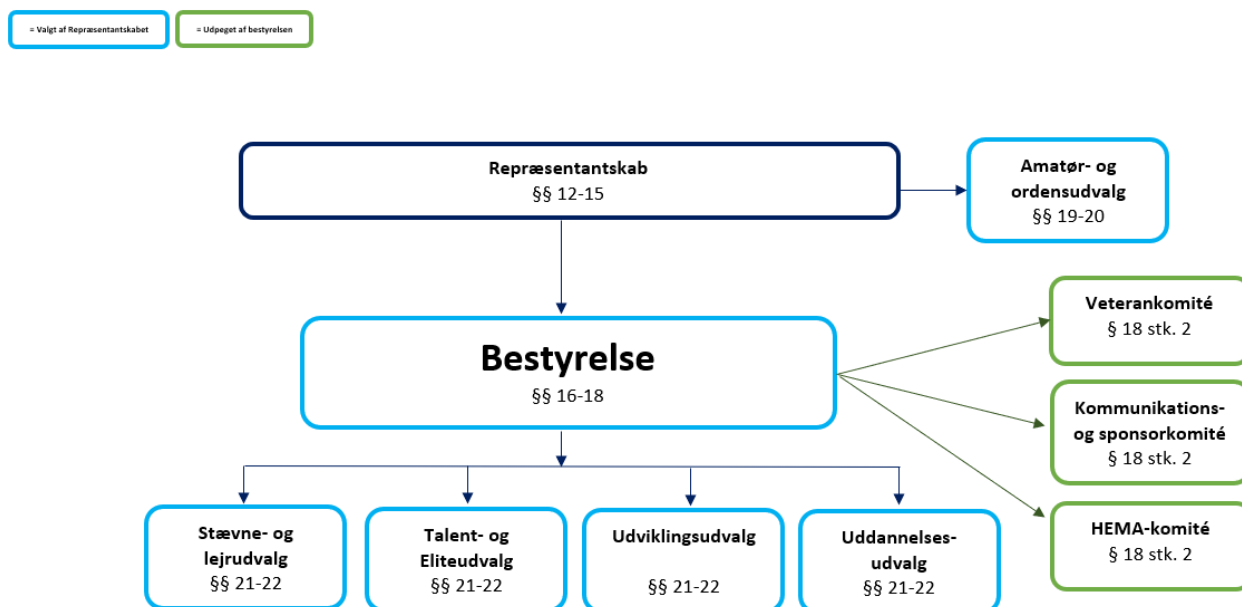 = Valgt af Repræsentantskabet
= Udpeget af bestyrelsen
Repræsentantskab
§§ 12-15
Amatør- og
ordensudvalg
§§ 19-20
Bestyrelse
§§ 16-18
Veterankomité
§ 18 stk. 2
Kommunikations-
og sponsorkomité
§ 18 stk. 2
HEMA-komité
§ 18 stk. 2
Stævne- og
lejrudvalg
§§ 21-22
Talent- og
Eliteudvalg
§§ 21-22
Udviklingsudvalg
§§ 21-22
Uddannelses-
udvalg
§§ 21-22